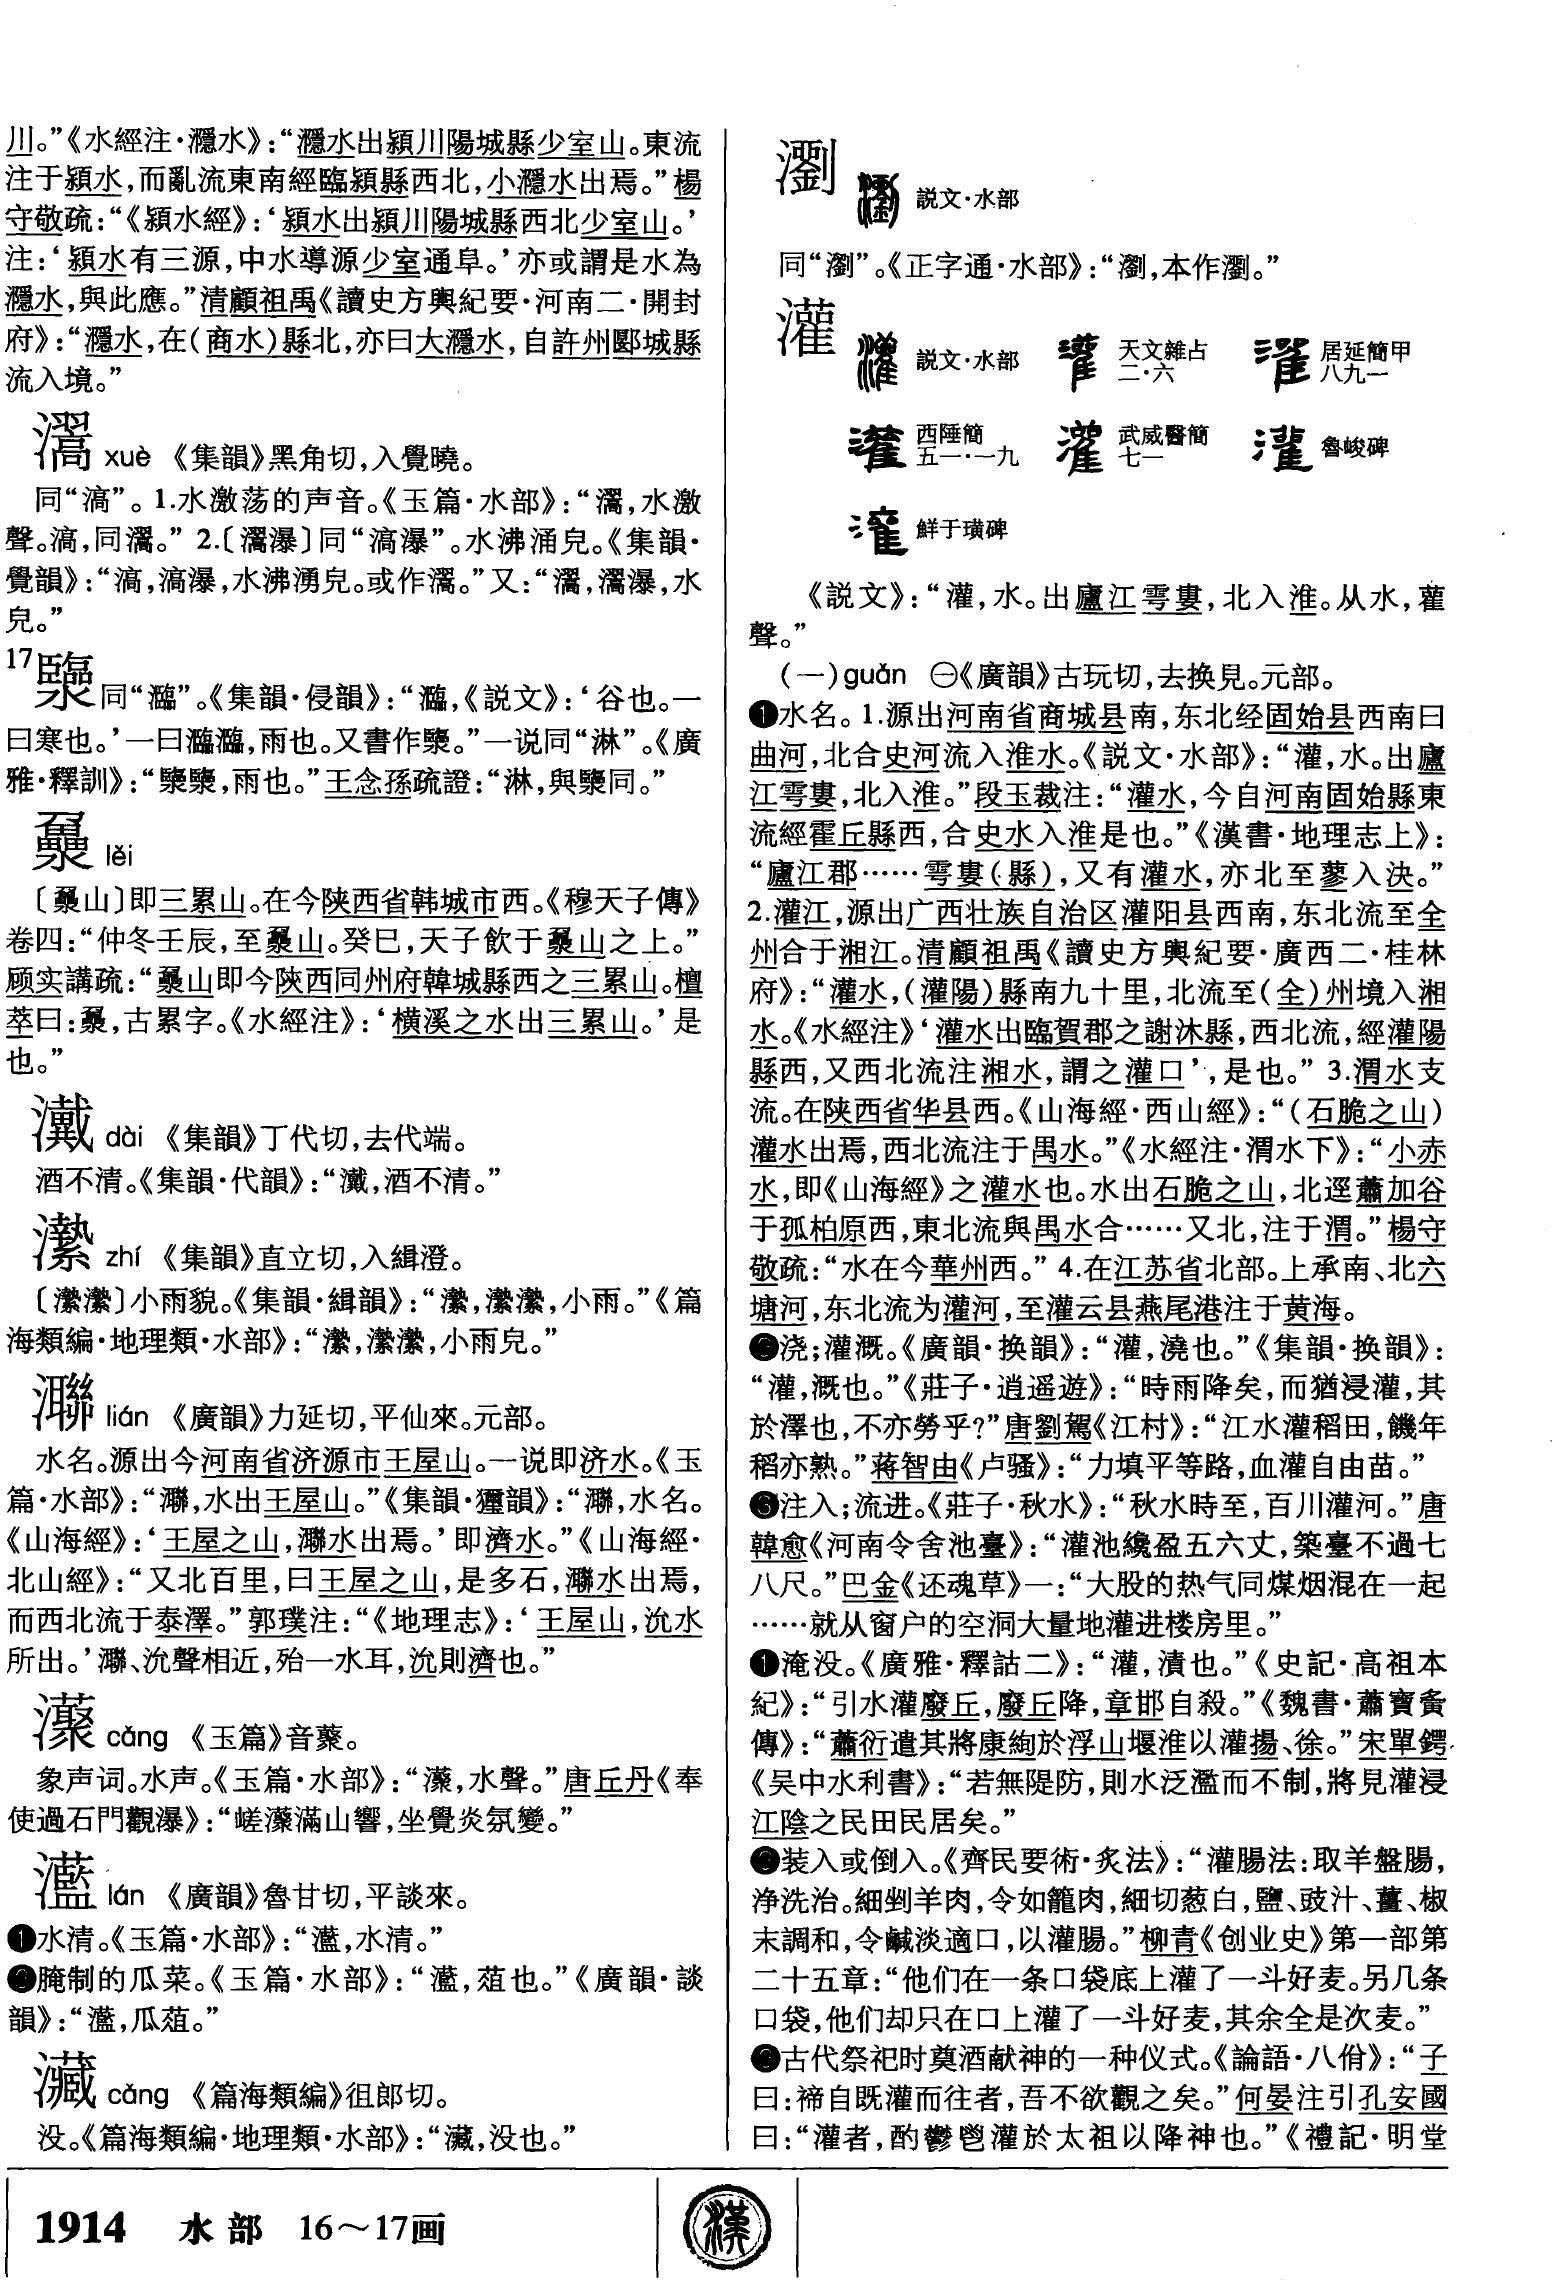 川。”《水經注·濦水》：“濦水出潁川陽城縣少室山。東流
注于潁水，而亂流東南經臨潁縣西北，小濦水出焉。”楊
守敬疏：“《潁水經》：‘潁水出潁川陽城縣西北少室山。’
注：‘潁水有三源，中水導源少室通阜。’亦或謂是水為
濦水，與此應。”清顧祖禹《讀史方輿紀要·河南二·開封
府》：“濦水，在（商水）縣北，亦曰大濦水，自許州郾城縣
流入境。”
xuè 《集韻》黑角切，入覺曉。
同“滈”。1.水激荡的声音。《玉篇·水部》：“，水激
聲。滈，同。”2.〔瀑〕同“滈瀑”。水沸涌皃。《集韻·
覺韻》：“滈，滈瀑，水沸湧皃。或作。”又：“，瀑，水
皃。”
17
同“灆”。《集韻·侵韻》：“，《説文》：‘谷也。一
曰寒也。’一曰，雨也。又書作。”一说同“淋”。《廣
雅·釋訓》：“，雨也。”王念孫疏證：“淋，與同。”
lěi
〔山〕即三累山。在今陕西省韩城市西。《穆天子傳》
卷四：“仲冬壬辰，至山。癸巳，天子飲于山之上。”
顾实講疏：“山即今陝西同州府韓城縣西之三累山。檀
萃曰：，古累字。《水經注》：‘横溪之水出三累山。’是
也。”
瀻 dài 《集韻》丁代切，去代端。
酒不清。《集韻·代韻》：“瀻，酒不清。”
zhí 《集韻》直立切，入緝澄。
〔〕小雨貌。《集韻·緝韻》：“，，小雨。”《篇
海類編·地理類·水部》：“，，小雨皃。”
lián 《廣韻》力延切，平仙來。元部。
水名。源出今河南省济源市王屋山。一说即济水。《玉
篇·水部》：“，水出王屋山。”《集韻·獮韻》：“，水名。
《山海經》：‘王屋之山，水出焉。’即濟水。”《山海經·
北山經》：“又北百里，曰王屋之山，是多石，水出焉，
而西北流于泰澤。”郭璞注：“《地理志》：‘王屋山，沇水
所出。’、沇聲相近，殆一水耳，沇則濟也。”
cǎng 《玉篇》音。
象声词。水声。《玉篇·水部》：“，水聲。”唐丘丹《奉
使過石門觀瀑》：“嵯滿山響，坐覺炎氛變。”
灆 lán 《廣韻》魯甘切，平談來。
❶水清。《玉篇·水部》：“灆，水清。”
❷腌制的瓜菜。《玉篇·水部》：“灆，菹也。”《廣韻·談
韻》：“灆，瓜菹。”
cǎng 《篇海類編》徂郎切。
没。《篇海類編·地理類·水部》：“，没也。”
説文·水部
同“瀏”。《正字通·水部》：“瀏，本作。”
灌 説文·水部 天文雜占 二·六 居延簡甲 八九一
西陲簡 五一·一九 武威醫簡 七一 魯峻碑
鮮于璜碑
《説文》：“灌，水。出廬江雩婁，北入淮。从水，雚
聲。”
（一）guàn ㊀《廣韻》古玩切，去换見。元部。
❶水名。1.源出河南省商城县南，东北经固始县西南曰
曲河，北合史河流入淮水。《説文·水部》：“灌，水。出廬
江雩婁，北入淮。”段玉裁注：“灌水，今自河南固始縣東
流經霍丘縣西，合史水入淮是也。”《漢書·地理志上》：
“廬江郡……雩婁（縣），又有灌水，亦北至蓼入決。”
2.灌江，源出广西壮族自治区灌阳县西南，东北流至全
州合于湘江。清顧祖禹《讀史方輿紀要·廣西二·桂林
府》：“灌水，（灌陽）縣南九十里，北流至（全）州境入湘
水。《水經注》‘灌水出臨賀郡之謝沐縣，西北流，經灌陽
縣西，又西北流注湘水，謂之灌口’，是也。”3.渭水支
流。在陕西省华县西。《山海經·西山經》：“（石脆之山）
灌水出焉，西北流注于禺水。”《水經注·渭水下》：“小赤
水，即《山海經》之灌水也。水出石脆之山，北逕蕭加谷
于孤柏原西，東北流與禺水合……又北，注于渭。”楊守
敬疏：“水在今華州西。”4.在江苏省北部。上承南、北六
塘河，东北流为灌河，至灌云县燕尾港注于黄海。
❷浇；灌溉。《廣韻·换韻》：“灌，澆也。”《集韻·换韻》：
“灌，溉也。”《莊子·逍遥遊》：“時雨降矣，而猶浸灌，其
於澤也，不亦勞乎？”唐劉駕《江村》：“江水灌稻田，饑年
稻亦熟。”蒋智由《卢骚》：“力填平等路，血灌自由苗。”
❸注入；流进。《莊子·秋水》：“秋水時至，百川灌河。”唐
韓愈《河南令舍池臺》：“灌池纔盈五六丈，築臺不過七
八尺。”巴金《还魂草》一：“大股的热气同煤烟混在一起
……就从窗户的空洞大量地灌进楼房里。”
❹淹没。《廣雅·釋詁二》：“灌，漬也。”《史記·高祖本
紀》：“引水灌廢丘，廢丘降，章邯自殺。”《魏書·蕭寶夤
傳》：“蕭衍遣其將康絢於浮山堰淮以灌揚、徐。”宋單鍔
《吴中水利書》：“若無隄防，則水泛濫而不制，將見灌浸
江陰之民田民居矣。”
❺装入或倒入。《齊民要術·炙法》：“灌腸法：取羊盤腸，
浄洗治。細剉羊肉，令如籠肉，細切葱白，鹽、豉汁、薑、椒
末調和，令鹹淡適口，以灌腸。”柳青《创业史》第一部第
二十五章：“他们在一条口袋底上灌了一斗好麦。另几条
口袋，他们却只在口上灌了一斗好麦，其余全是次麦。”
❻古代祭祀时奠酒献神的一种仪式。《論語·八佾》：“子
曰：禘自既灌而往者，吾不欲觀之矣。”何晏注引孔安國
曰：“灌者，酌鬱鬯灌於太祖以降神也。”《禮記·明堂
1914 水部 16～17画
漢